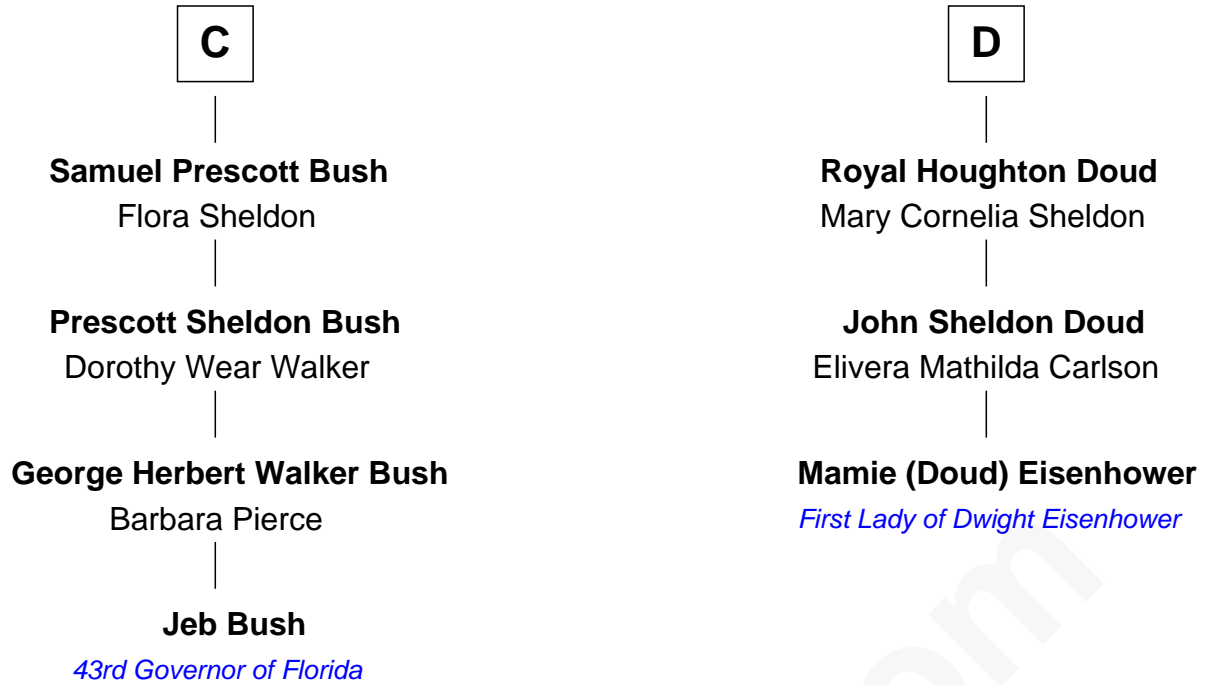 C
Samuel Prescott Bush
Flora Sheldon
Prescott Sheldon Bush
Dorothy Wear Walker
George Herbert Walker Bush
Barbara Pierce
Jeb Bush
43rd Governor of Florida
D
Royal Houghton Doud
Mary Cornelia Sheldon
John Sheldon Doud
Elivera Mathilda Carlson
Mamie (Doud) Eisenhower
First Lady of Dwight Eisenhower
om